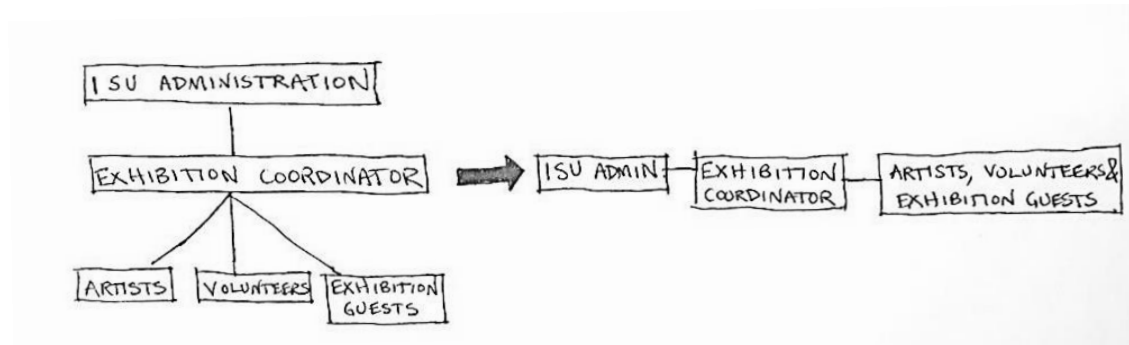 ISU ADMINISTRATION
EXHIBITION COORDINATOR
ARTISTS
VOLUNTEERS
EXHIBITION
GUESTS
ISU ADMIN
EXHIBITION
COORDINATOR
ARTISTS, VOLUNTEERS &
EXHIBITION GUESTS